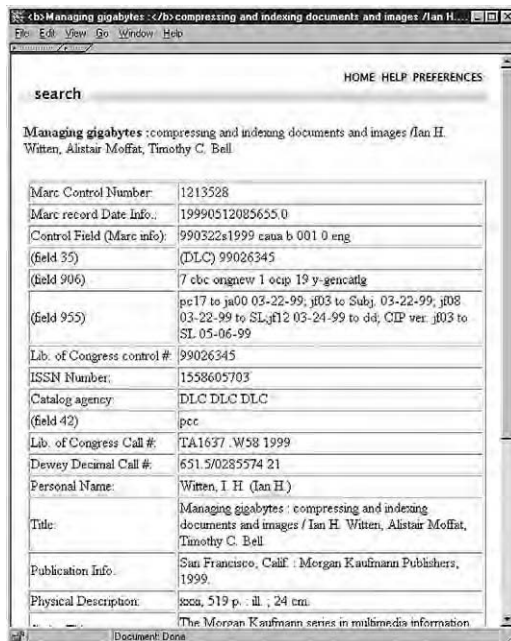 <b>Managing gigabytes :</b>compressing and indexing documents and images /Ian H. ...
File Edit View Go Window Help
HOME HELP PREFERENCES
search
Managing gigabytes :compressing and indexing documents and images /Ian H.
Witten, Alistair Moffat, Timothy C. Bell.
Marc Control Number: 1213528
Marc record Date Info.: 19990512085655.0
Control Field (Marc info): 990322s1999 caua b 001 0 eng
(field 35) (DLC) 99026345
(field 906) 7 cbc orignew 1 ocip 19 y-gencatlg
(field 955) pc17 to ja00 03-22-99; jf03 to Subj. 03-22-99; jf08
03-22-99 to SL;jf12 03-24-99 to dd; CIP ver. jf03 to
SL 05-06-99
Lib. of Congress control #: 99026345
ISSN Number: 1558605703
Catalog agency: DLC DLC DLC
(field 42) pcc
Lib. of Congress Call #: TA1637 .W58 1999
Dewey Decimal Call #: 651.5/0285574 21
Personal Name: Witten, I. H. (Ian H.)
Title: Managing gigabytes : compressing and indexing
documents and images / Ian H. Witten, Alistair Moffat,
Timothy C. Bell.
Publication Info.: San Francisco, Calif. : Morgan Kaufmann Publishers,
1999.
Physical Description: xxxi, 519 p. : ill. ; 24 cm.
The Morgan Kaufmann series in multimedia information
Document: Done